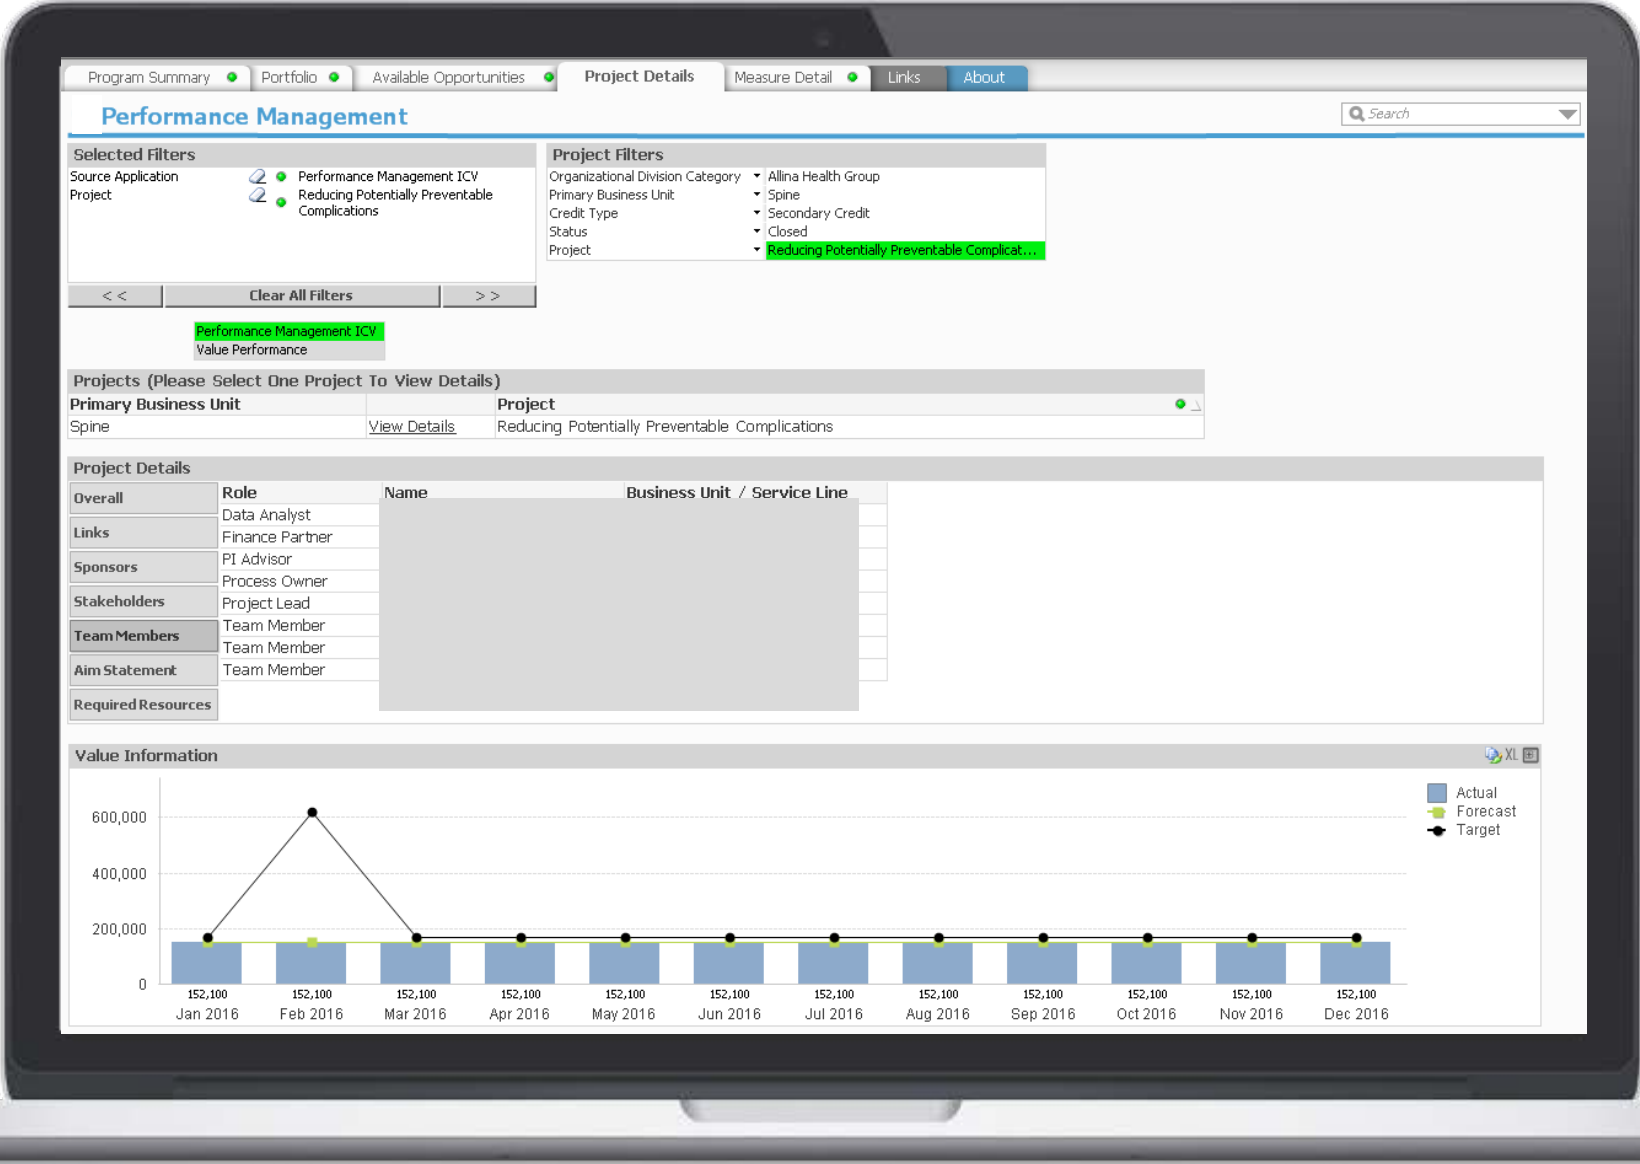 Program Summary Portfolio Available Opportunities Project Details Measure Detail Links About
Performance Management
Search
Selected Filters
Source Application Performance Management ICV
Project Reducing Potentially Preventable
Complications
<< Clear All Filters >>
Project Filters
Organizational Division Category Allina Health Group
Primary Business Unit Spine
Credit Type Secondary Credit
Status Closed
Project Reducing Potentially Preventable Complicat...
Performance Management ICV
Value Performance
Projects (Please Select One Project To View Details)
Primary Business Unit Project
Spine View Details Reducing Potentially Preventable Complications
Project Details
Overall
Links
Sponsors
Stakeholders
Team Members
Aim Statement
Required Resources
Role Name Business Unit / Service Line
Data Analyst
Finance Partner
PI Advisor
Process Owner
Project Lead
Team Member
Team Member
Team Member
Value Information XL
Actual
Forecast
Target
600,000
400,000
200,000
0
152,100 152,100 152,100 152,100 152,100 152,100 152,100 152,100 152,100 152,100 152,100 152,100
Jan 2016 Feb 2016 Mar 2016 Apr 2016 May 2016 Jun 2016 Jul 2016 Aug 2016 Sep 2016 Oct 2016 Nov 2016 Dec 2016